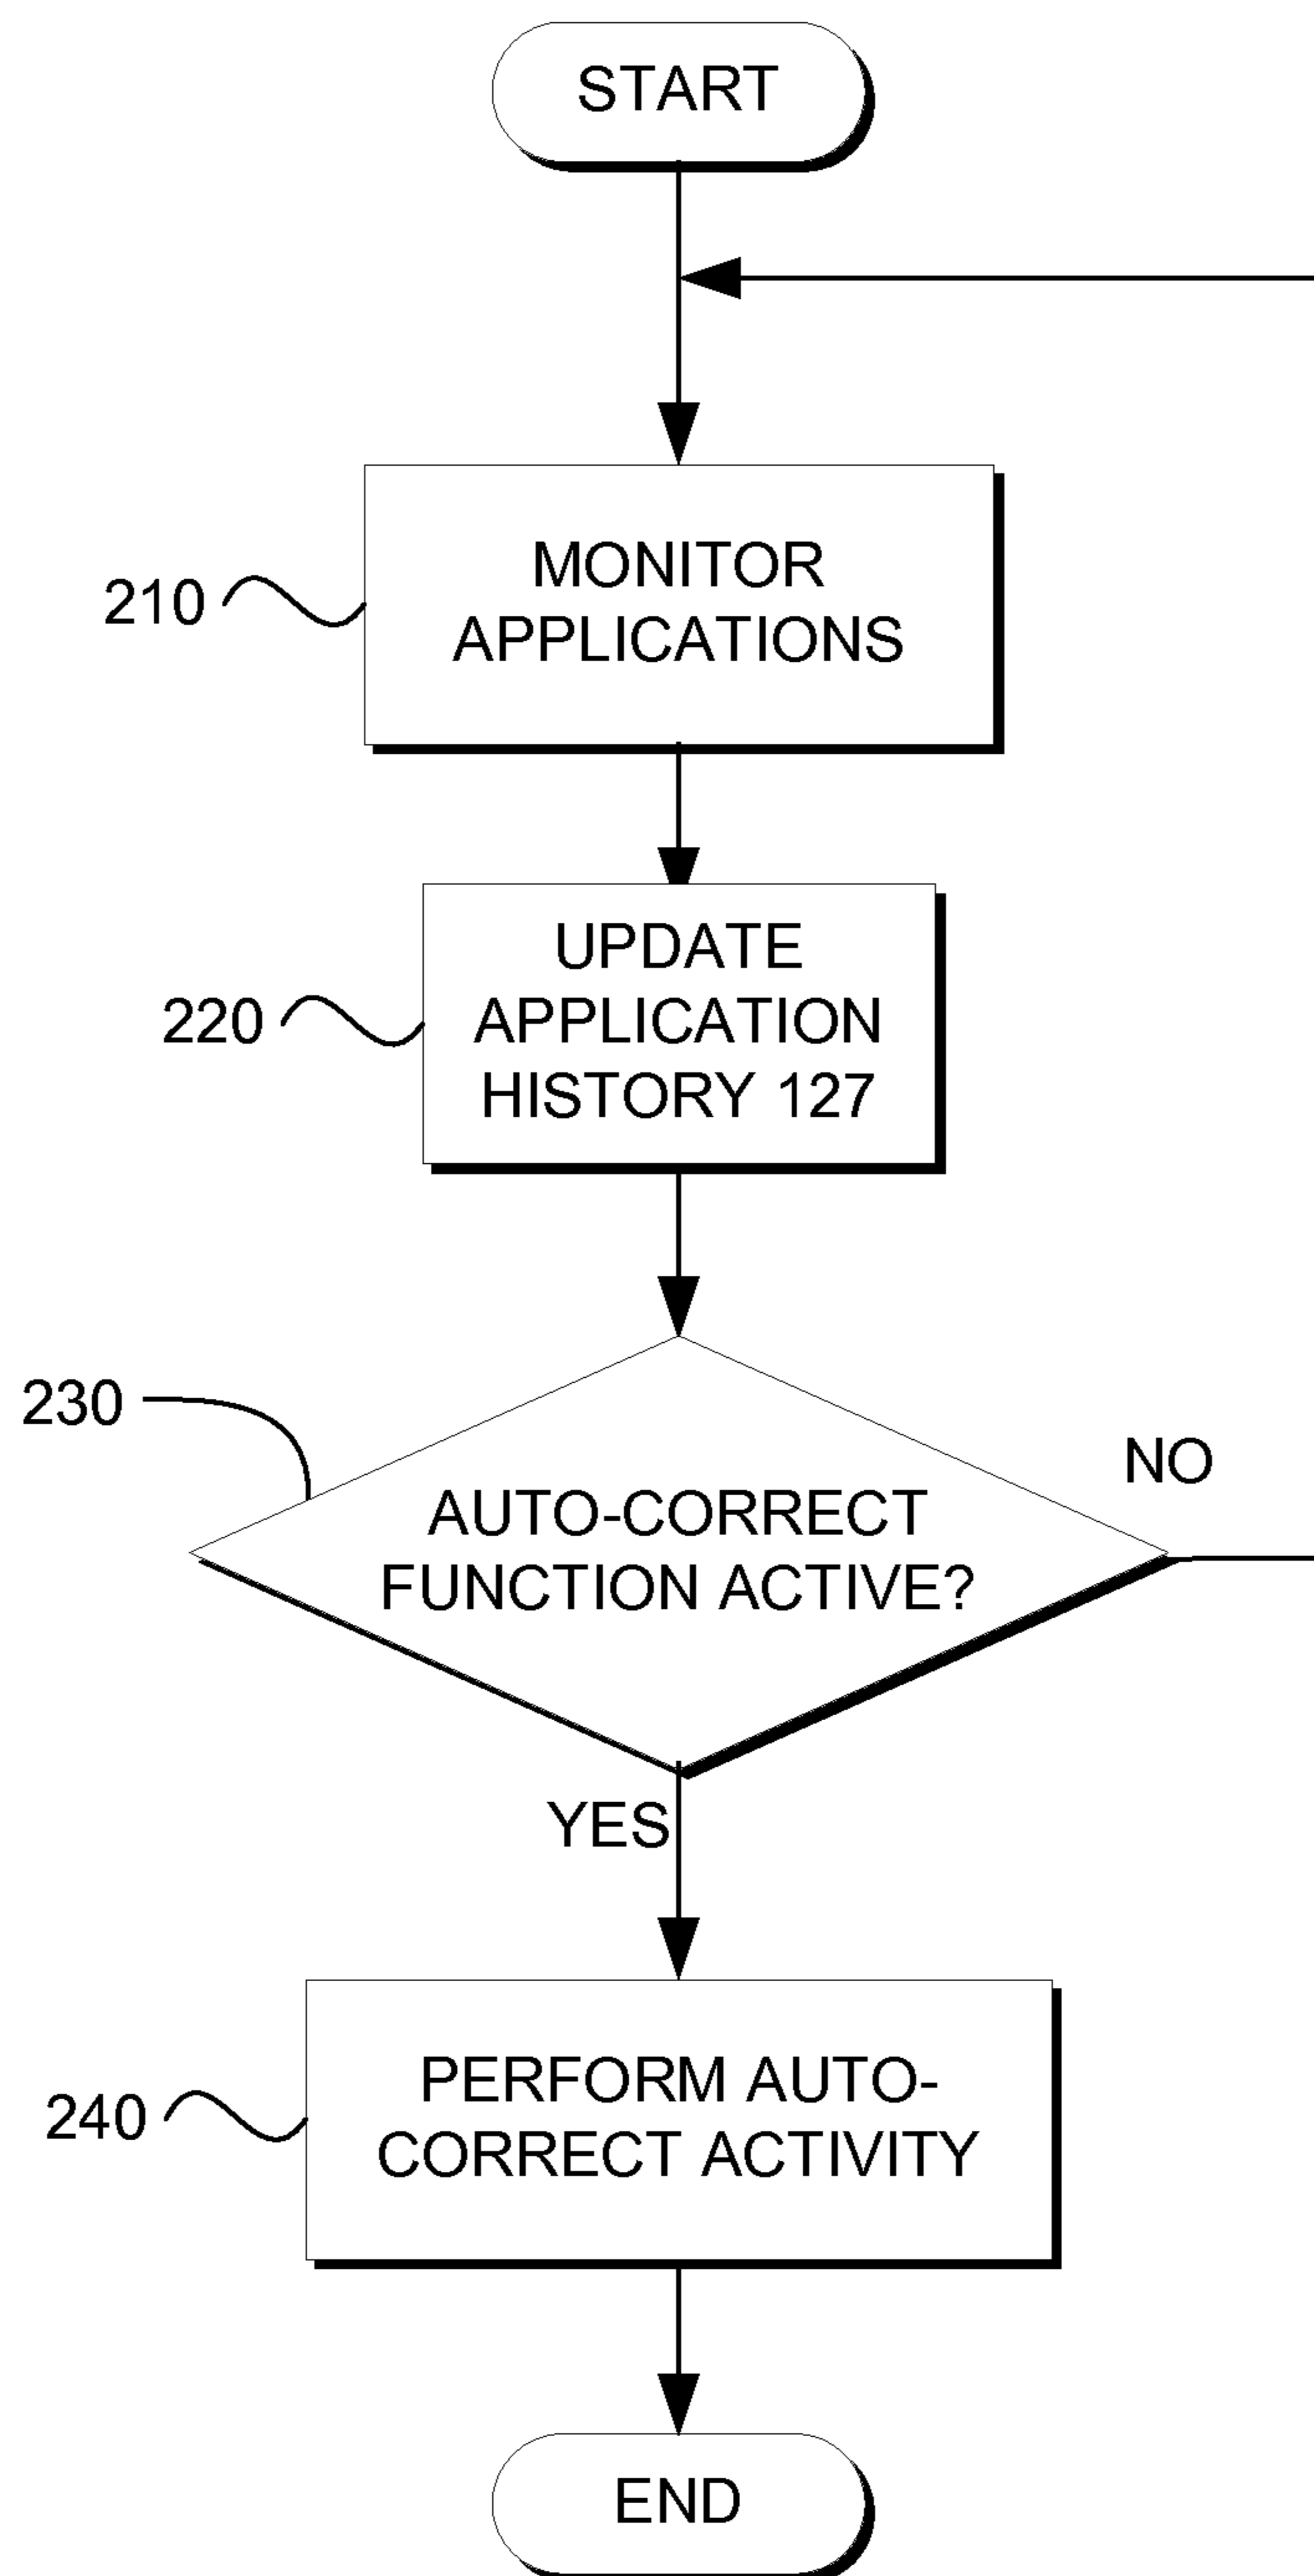 START
MONITOR
APPLICATIONS
210
UPDATE
APPLICATION
HISTORY 127
220
230
NO
AUTO-CORRECT
FUNCTION ACTIVE?
YES
PERFORM AUTO-
CORRECT ACTIVITY
240
END